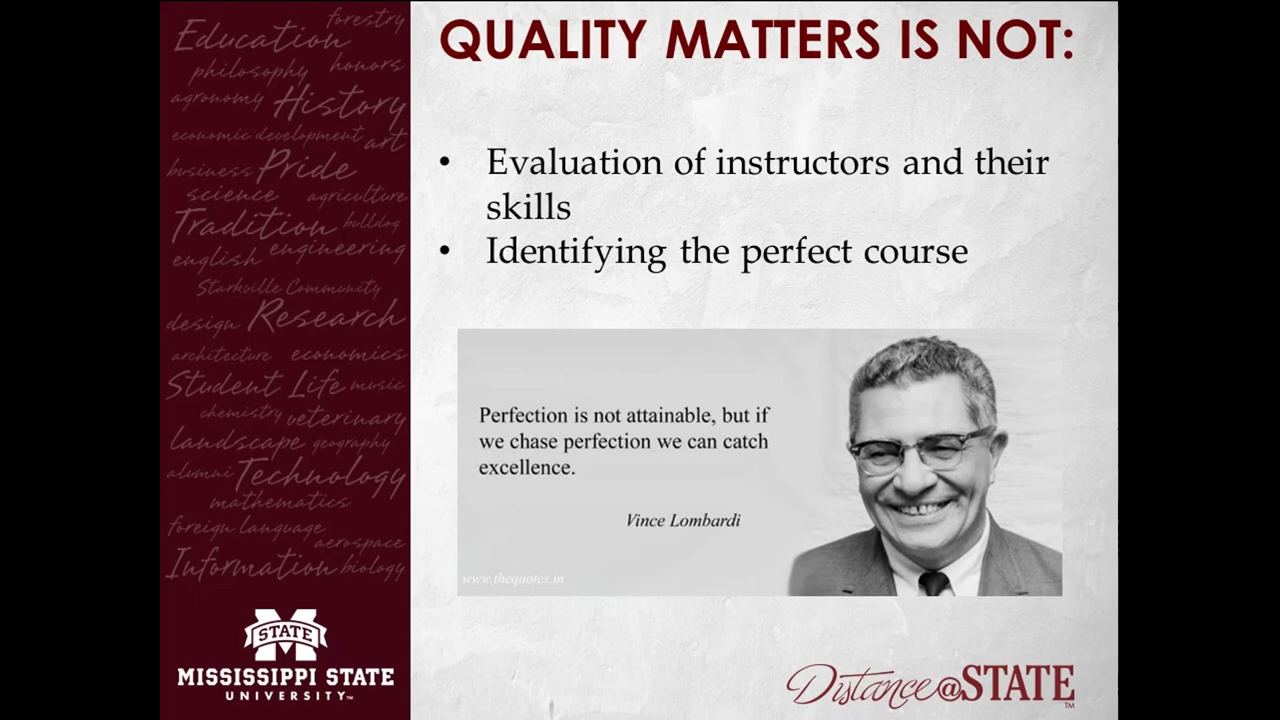 forestry
Education
philosophy honors
agronomy History
economic development art
business Pride
science agriculture
Tradition bulldog
english engineering
Starkville Community
design Research
architecture economics
Student Life music
chemistry veterinary
landscape geography
alumni Technology
mathematics
foreign language
aerospace
Information biology
STATE
MISSISSIPPI STATE
UNIVERSITY™
QUALITY MATTERS IS NOT:
• Evaluation of instructors and their
skills
• Identifying the perfect course
Perfection is not attainable, but if
we chase perfection we can catch
excellence.
Vince Lombardi
www.thequotes.in
Distance@STATE™